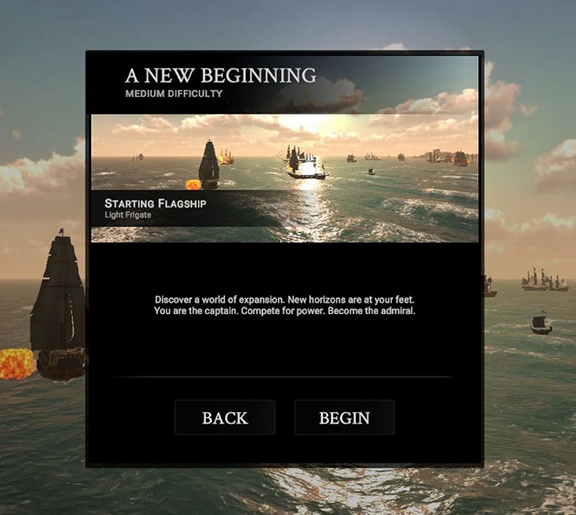 A NEW BEGINNING
MEDIUM DIFFICULTY
STARTING FLAGSHIP
Light Frigate
Discover a world of expansion. New horizons are at your feet.
You are the captain. Compete for power. Become the admiral.
BACK
BEGIN